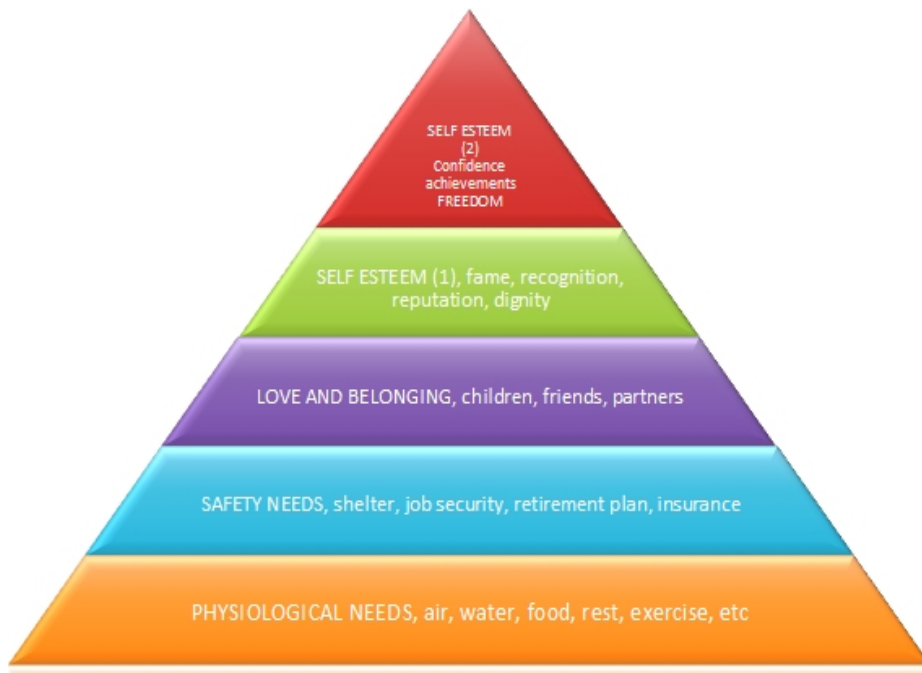 SELF ESTEEM
(2)
Confidence
achievements
FREEDOM
SELF ESTEEM (1), fame, recognition,
reputation, dignity
LOVE AND BELONGING, children, friends, partners
SAFETY NEEDS, shelter, job security, retirement plan, insurance
PHYSIOLOGICAL NEEDS, air, water, food, rest, exercise, etc